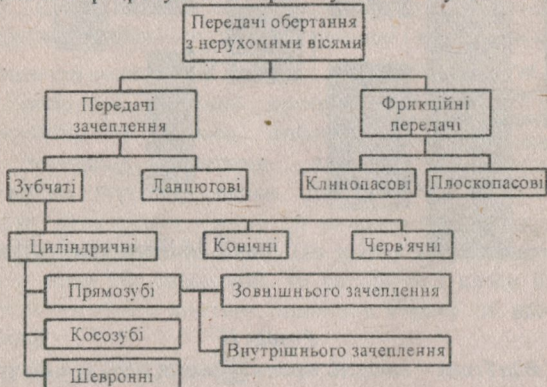 Передачі обертання
з нерухомими вісями
Передачі
зачеплення
Фрикційні
передачі
Зубчаті
Ланцюгові
Клинопасові
Плоскопасові
Циліндричні
Конічні
Черв'ячні
Прямозубі
Зовнішнього зачеплення
Косозубі
Внутрішнього зачеплення
Шевронні